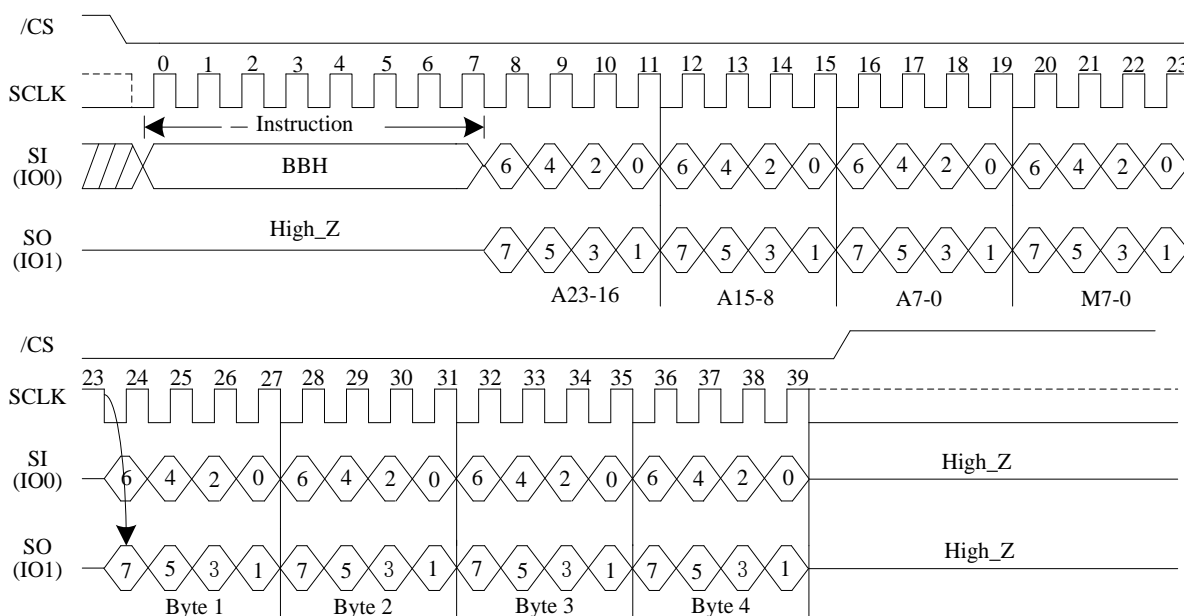 /CS
0 1 2 3 4 5 6 7 8 9 10 11 12 13 14 15 16 17 18 19 20 21 22 23
SCLK
Instruction
SI
(IO0)
BBH
6 4 2 0 6 4 2 0 6 4 2 0 6 4 2 0
High_Z
SO
(IO1)
7 5 3 1 7 5 3 1 7 5 3 1 7 5 3 1
A23-16 A15-8 A7-0 M7-0
/CS
23 24 25 26 27 28 29 30 31 32 33 34 35 36 37 38 39
SCLK
SI
(IO0)
6 4 2 0 6 4 2 0 6 4 2 0 6 4 2 0
High_Z
SO
(IO1)
7 5 3 1 7 5 3 1 7 5 3 1 7 5 3 1
High_Z
Byte 1 Byte 2 Byte 3 Byte 4